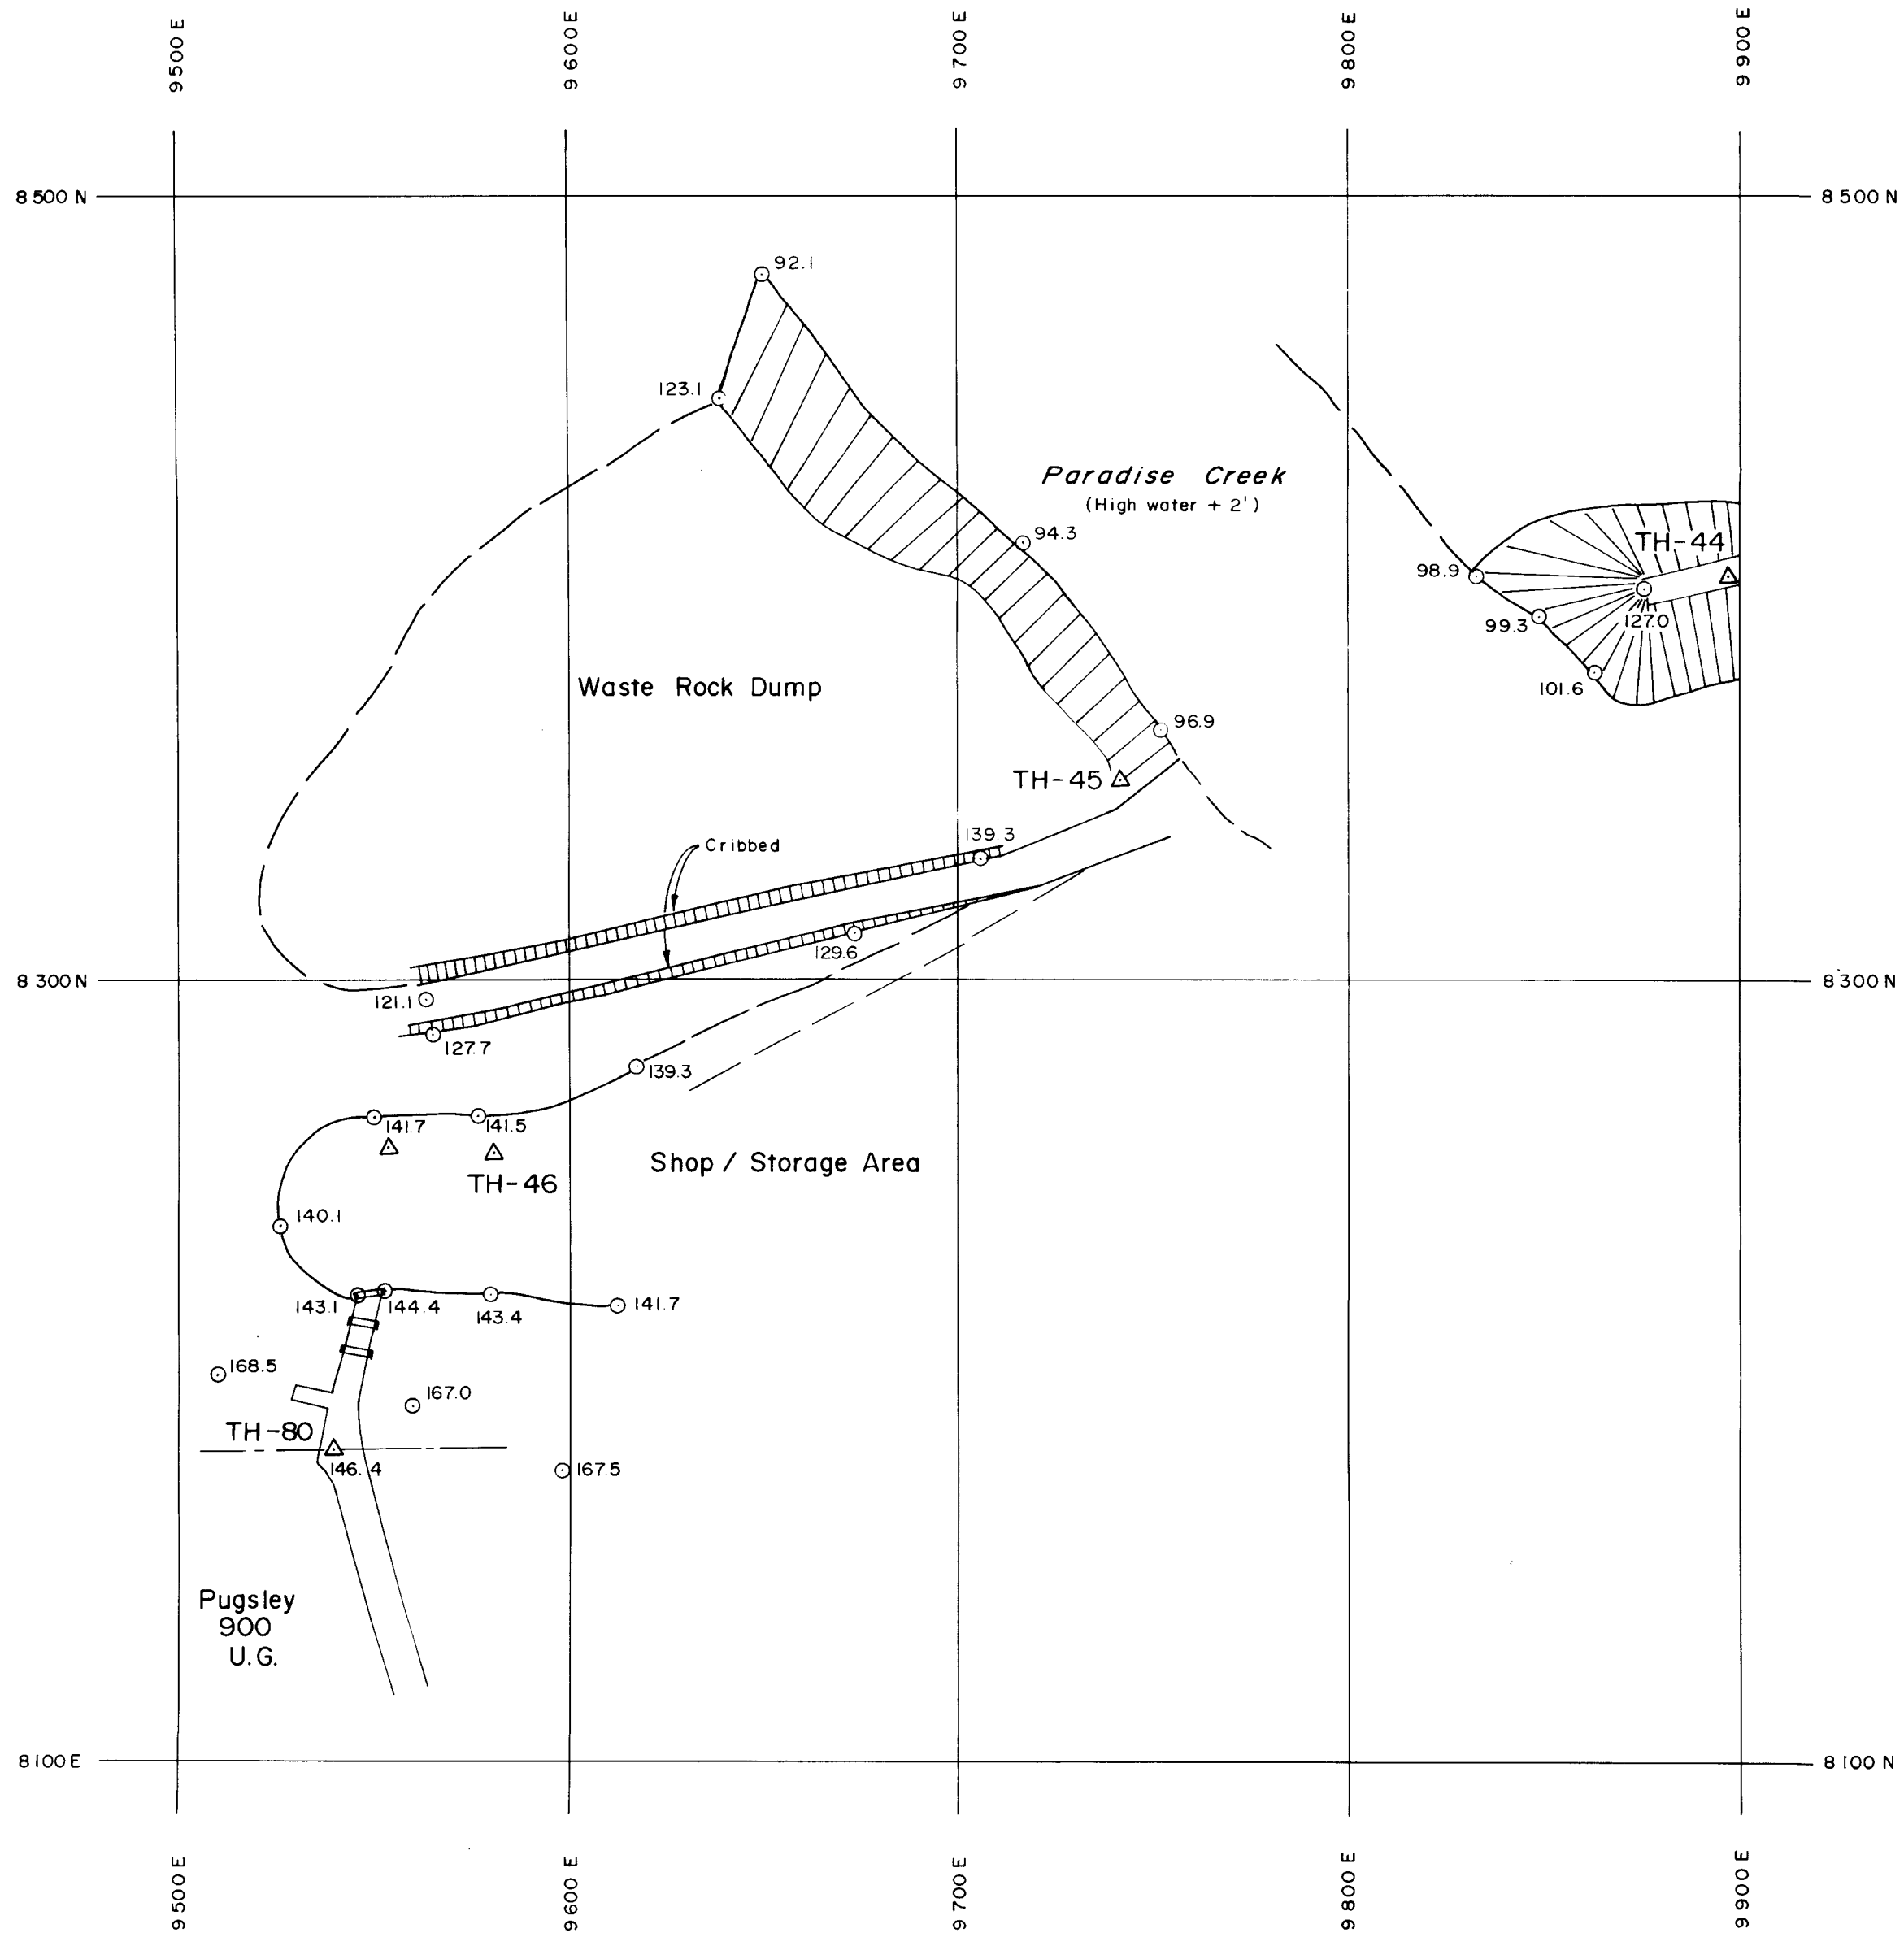 9500 E
9600 E
9700 E
9800 E
9900 E
8500 N
8500 N
92.1
123.1
Paradise Creek
(High water + 2')
94.3
TH-44
98.9
99.3
127.0
101.6
Waste Rock Dump
96.9
TH-45
139.3
Cribbed
129.6
8300 N
8300 N
121.1
127.7
139.3
141.7
141.5
Shop / Storage Area
TH-46
140.1
143.1
144.4
143.4
141.7
168.5
167.0
TH-80
146.4
167.5
Pugsley
900
U.G.
8100 E
8100 N
9500 E
9600 E
9700 E
9800 E
9900 E